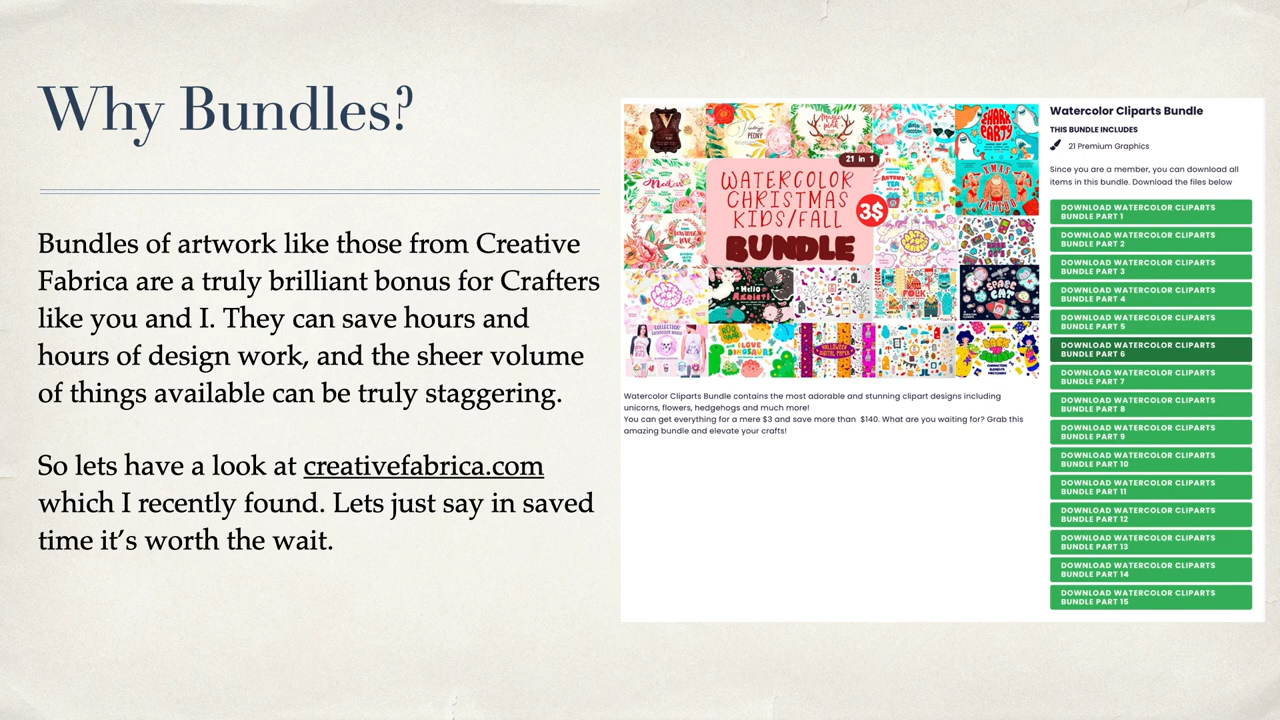 Why Bundles?
Bundles of artwork like those from Creative
Fabrica are a truly brilliant bonus for Crafters
like you and I. They can save hours and
hours of design work, and the sheer volume
of things available can be truly staggering.
So lets have a look at creativefabrica.com
which I recently found. Lets just say in saved
time it’s worth the wait.
21 in 1
WATERCOLOR
CHRISTMAS
KIDS/FALL
3$
BUNDLE
SHARK
PARTY
PEONY
AUTUMN
TEA
Hello
FOLK
SPACE
CAT
I LOVE
DINOSAURS
HALLOWEEN
DIGITAL PAPER
Watercolor Cliparts Bundle contains the most adorable and stunning clipart designs including
unicorns, flowers, hedgehogs and much more!
You can get everything for a mere $3 and save more than $140. What are you waiting for? Grab this
amazing bundle and elevate your crafts!
Watercolor Cliparts Bundle
THIS BUNDLE INCLUDES
21 Premium Graphics
Since you are a member, you can download all
items in this bundle. Download the files below
DOWNLOAD WATERCOLOR CLIPARTS
BUNDLE PART 1
DOWNLOAD WATERCOLOR CLIPARTS
BUNDLE PART 2
DOWNLOAD WATERCOLOR CLIPARTS
BUNDLE PART 3
DOWNLOAD WATERCOLOR CLIPARTS
BUNDLE PART 4
DOWNLOAD WATERCOLOR CLIPARTS
BUNDLE PART 5
DOWNLOAD WATERCOLOR CLIPARTS
BUNDLE PART 6
DOWNLOAD WATERCOLOR CLIPARTS
BUNDLE PART 7
DOWNLOAD WATERCOLOR CLIPARTS
BUNDLE PART 8
DOWNLOAD WATERCOLOR CLIPARTS
BUNDLE PART 9
DOWNLOAD WATERCOLOR CLIPARTS
BUNDLE PART 10
DOWNLOAD WATERCOLOR CLIPARTS
BUNDLE PART 11
DOWNLOAD WATERCOLOR CLIPARTS
BUNDLE PART 12
DOWNLOAD WATERCOLOR CLIPARTS
BUNDLE PART 13
DOWNLOAD WATERCOLOR CLIPARTS
BUNDLE PART 14
DOWNLOAD WATERCOLOR CLIPARTS
BUNDLE PART 15